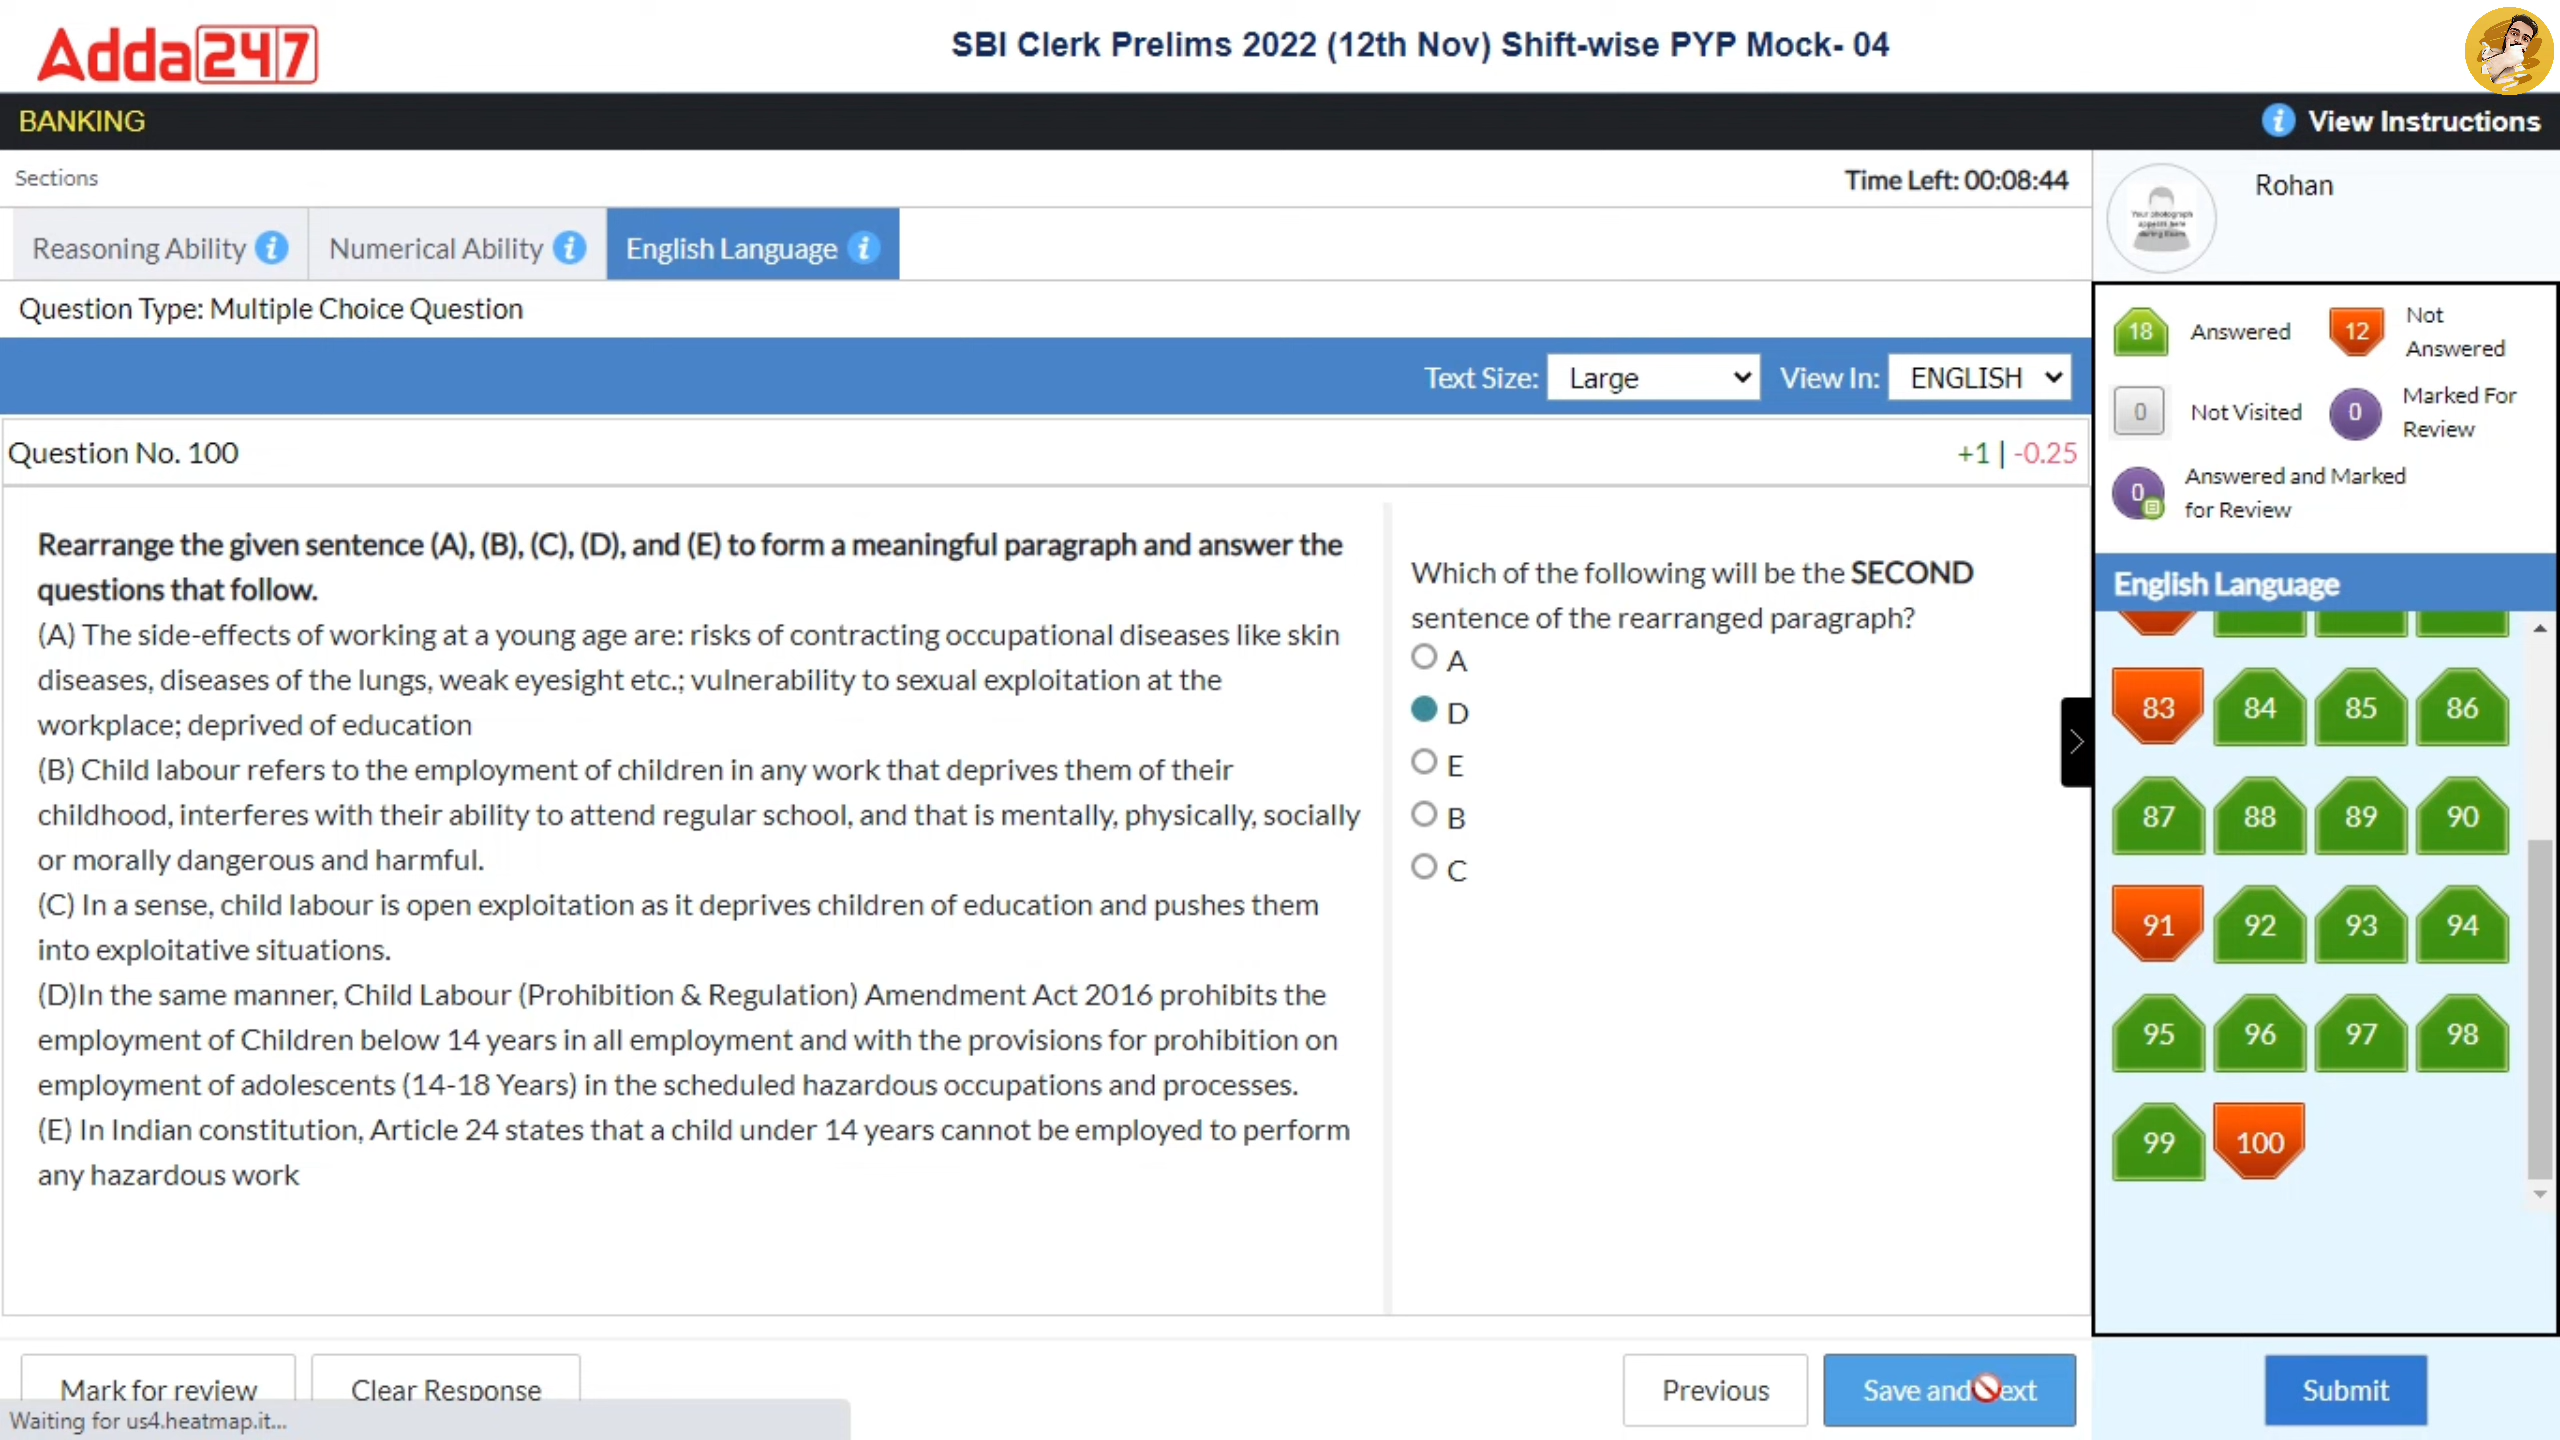 Adda247
SBI Clerk Prelims 2022 (12th Nov) Shift-wise PYP Mock- 04
BANKING
View Instructions
Sections
Time Left: 00:08:44
Rohan
Reasoning Ability
Numerical Ability
English Language
Question Type: Multiple Choice Question
18 Answered
12 Not Answered
0 Not Visited
0 Marked For Review
0 Answered and Marked for Review
Text Size: Large
View In: ENGLISH
Question No. 100
+1 | -0.25
Rearrange the given sentence (A), (B), (C), (D), and (E) to form a meaningful paragraph and answer the
questions that follow.
(A) The side-effects of working at a young age are: risks of contracting occupational diseases like skin
diseases, diseases of the lungs, weak eyesight etc.; vulnerability to sexual exploitation at the
workplace; deprived of education
(B) Child labour refers to the employment of children in any work that deprives them of their
childhood, interferes with their ability to attend regular school, and that is mentally, physically, socially
or morally dangerous and harmful.
(C) In a sense, child labour is open exploitation as it deprives children of education and pushes them
into exploitative situations.
(D)In the same manner, Child Labour (Prohibition & Regulation) Amendment Act 2016 prohibits the
employment of Children below 14 years in all employment and with the provisions for prohibition on
employment of adolescents (14-18 Years) in the scheduled hazardous occupations and processes.
(E) In Indian constitution, Article 24 states that a child under 14 years cannot be employed to perform
any hazardous work
Which of the following will be the SECOND
sentence of the rearranged paragraph?
A
D
E
B
C
English Language
83 84 85 86
87 88 89 90
91 92 93 94
95 96 97 98
99 100
Mark for review
Clear Response
Previous
Save and ext
Submit
Waiting for us4.heatmap.it...